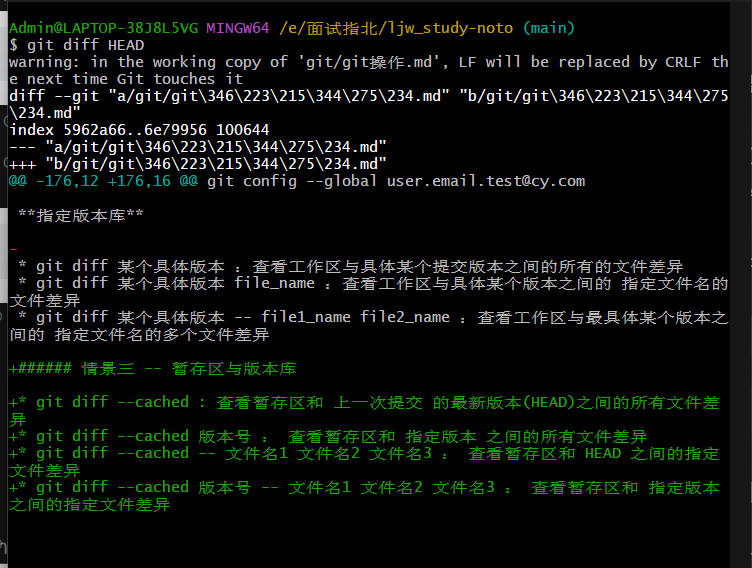 Admin@LAPTOP-38J8L5VG MINGW64 /e/面试指北/ljw_study-noto (main)
$ git diff HEAD
warning: in the working copy of 'git/git操作.md', LF will be replaced by CRLF th
e next time Git touches it
diff --git "a/git/git\346\223\215\344\275\234.md" "b/git/git\346\223\215\344\275
\234.md"
index 5962a66..6e79956 100644
--- "a/git/git\346\223\215\344\275\234.md"
+++ "b/git/git\346\223\215\344\275\234.md"
@@ -176,12 +176,16 @@ git config --global user.email.test@cy.com
**指定版本库**
-
* git diff 某个具体版本 ：查看工作区与具体某个提交版本之间的所有的文件差异
* git diff 某个具体版本 file_name ：查看工作区与具体某个版本之间的 指定文件名的
文件差异
* git diff 某个具体版本 -- file1_name file2_name ：查看工作区与最具体某个版本之
间的 指定文件名的多个文件差异
+###### 情景三 -- 暂存区与版本库
+* git diff --cached : 查看暂存区和 上一次提交 的最新版本(HEAD)之间的所有文件差
异
+* git diff --cached 版本号 ： 查看暂存区和 指定版本 之间的所有文件差异
+* git diff --cached -- 文件名1 文件名2 文件名3 ： 查看暂存区和 HEAD 之间的指定
文件差异
+* git diff --cached 版本号 -- 文件名1 文件名2 文件名3 ： 查看暂存区和 指定版本
之间的指定文件差异